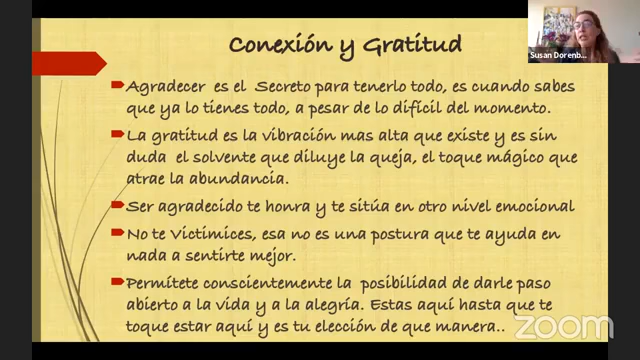 Conexión y Gratitud
Susan Dorenb...
Agradecer es el Secreto para tenerlo todo, es cuando sabes
que ya lo tienes todo, a pesar de lo difícil del momento.
La gratitud es la vibración mas alta que existe y es sin
duda el solvente que diluye la queja, el toque mágico que
atrae la abundancia.
Ser agradecido te honra y te sitúa en otro nivel emocional
No te Victimices, esa no es una postura que te ayuda en
nada a sentirte mejor.
Permítete conscientemente la posibilidad de darle paso
abierto a la vida y a la alegría. Estas aquí hasta que te
toque estar aquí y es tu elección de que manera..
zoom